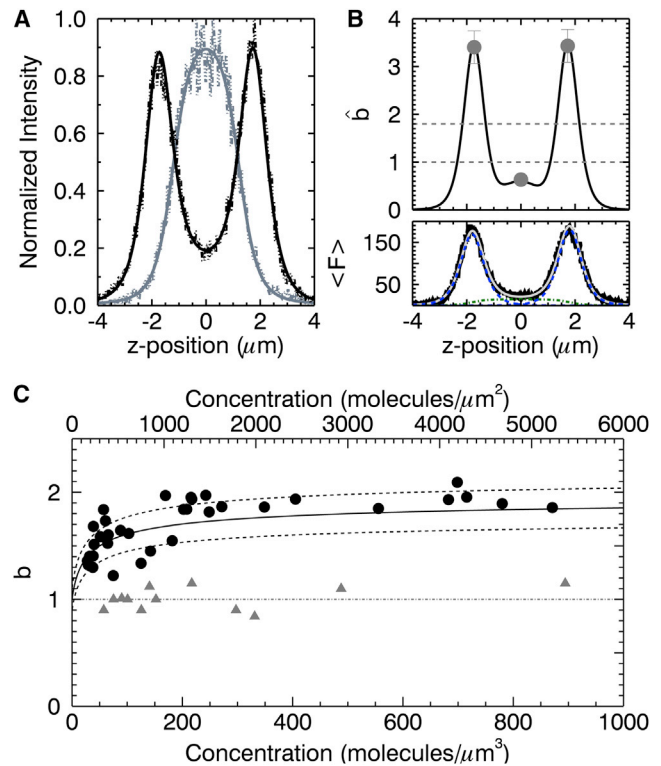 A
Normalized Intensity
1.0
0.8
0.6
0.4
0.2
0.0
-4 -2 0 2 4
z-position (μm)
B
b̂
4
3
2
1
0
<F>
150
50
-4 -2 0 2 4
z-position (μm)
C
Concentration (molecules/μm²)
0 1000 2000 3000 4000 5000 6000
b
2
1
0
0 200 400 600 800 1000
Concentration (molecules/μm³)